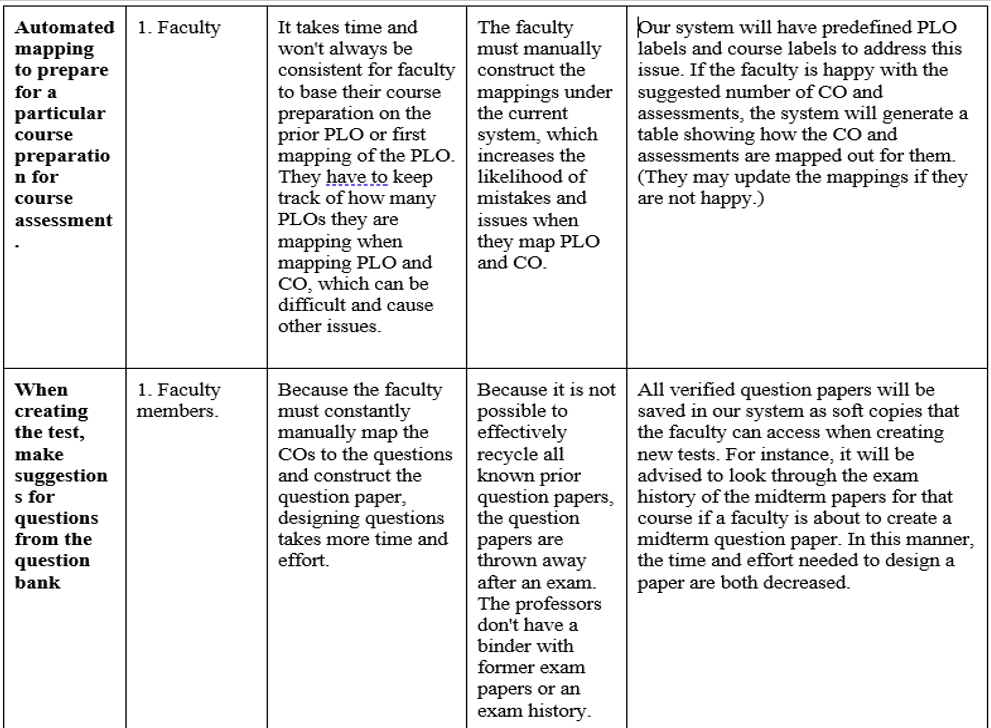 Automated
mapping
to prepare
for a
particular
course
preparatio
n for
course
assessment
.
1. Faculty
It takes time and
won't always be
consistent for faculty
to base their course
preparation on the
prior PLO or first
mapping of the PLO.
They have to keep
track of how many
PLOs they are
mapping when
mapping PLO and
CO, which can be
difficult and cause
other issues.
The faculty
must manually
construct the
mappings under
the current
system, which
increases the
likelihood of
mistakes and
issues when
they map PLO
and CO.
Our system will have predefined PLO
labels and course labels to address this
issue. If the faculty is happy with the
suggested number of CO and
assessments, the system will generate a
table showing how the CO and
assessments are mapped out for them.
(They may update the mappings if they
are not happy.)
When
creating
the test,
make
suggestion
s for
questions
from the
question
bank
1. Faculty
members.
Because the faculty
must constantly
manually map the
COs to the questions
and construct the
question paper,
designing questions
takes more time and
effort.
Because it is not
possible to
effectively
recycle all
known prior
question papers,
the question
papers are
thrown away
after an exam.
The professors
don't have a
binder with
former exam
papers or an
exam history.
All verified question papers will be
saved in our system as soft copies that
the faculty can access when creating
new tests. For instance, it will be
advised to look through the exam
history of the midterm papers for that
course if a faculty is about to create a
midterm question paper. In this manner,
the time and effort needed to design a
paper are both decreased.